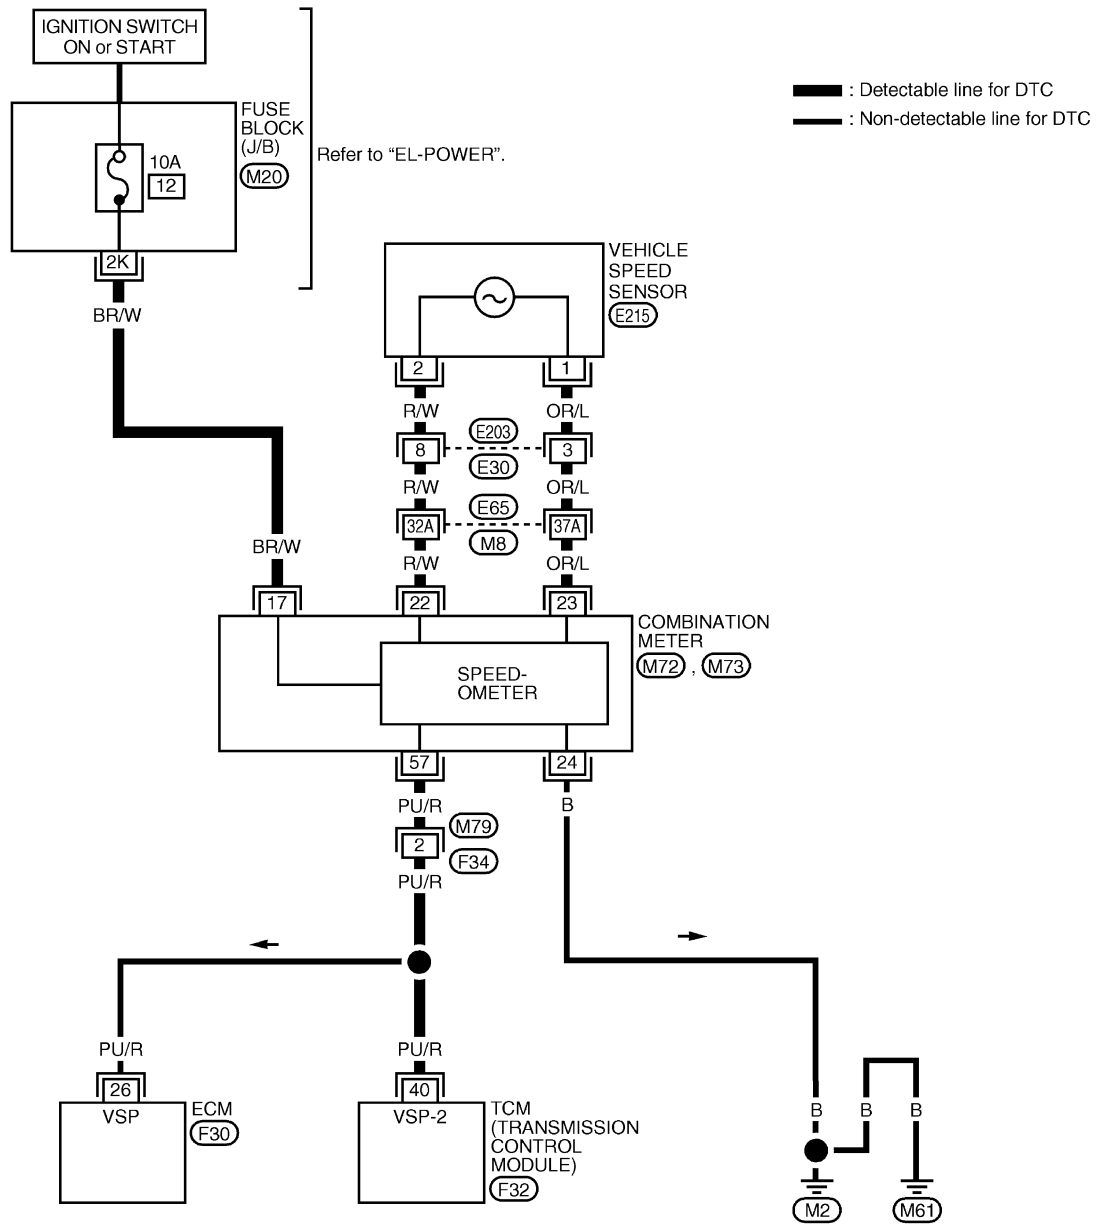 IGNITION SWITCH
ON or START
FUSE
BLOCK
(J/B)
M20
10A
12
Refer to “EL-POWER”.
: Detectable line for DTC
: Non-detectable line for DTC
2K
BR/W
VEHICLE
SPEED
SENSOR
E215
2
1
R/W
OR/L
E203
8
3
E30
R/W
OR/L
E65
32A
37A
M8
R/W
OR/L
BR/W
17
22
23
COMBINATION
METER
M72 , M73
SPEED-
OMETER
57
24
PU/R
B
M79
2
F34
PU/R
PU/R
PU/R
26
40
VSP
ECM
F30
VSP-2
TCM
(TRANSMISSION
CONTROL
MODULE)
F32
B
B
B
M2
M61